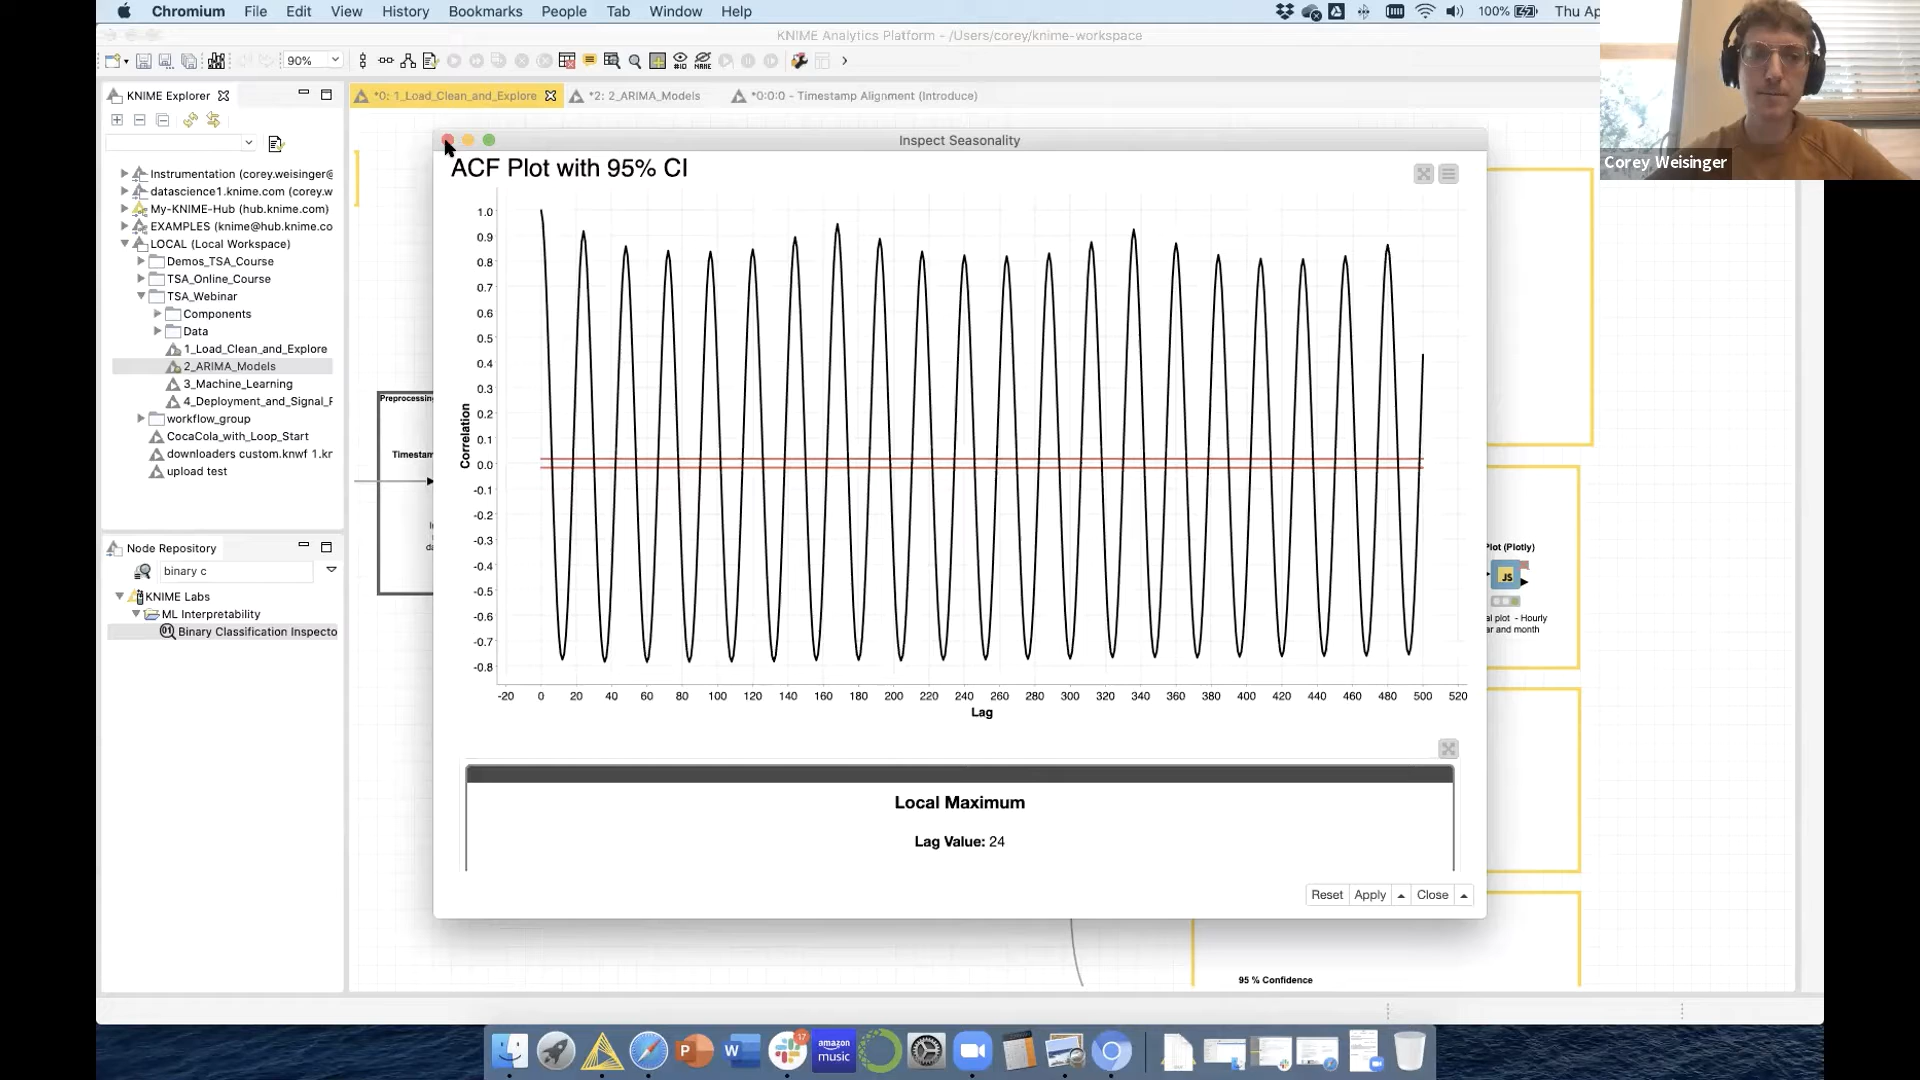 Chromium File Edit View History Bookmarks People Tab Window Help 100% Thu Ap
KNIME Analytics Platform - /Users/corey/knime-workspace
90%
KNIME Explorer
*0: 1_Load_Clean_and_Explore *2: 2_ARIMA_Models *0:0:0 - Timestamp Alignment (Introduce)
Corey Weisinger
Instrumentation (corey.weisinger@
datascience1.knime.com (corey.w
My-KNIME-Hub (hub.knime.com)
EXAMPLES (knime@hub.knime.co
LOCAL (Local Workspace)
Demos_TSA_Course
TSA_Online_Course
TSA_Webinar
Components
Data
1_Load_Clean_and_Explore
2_ARIMA_Models
3_Machine_Learning
4_Deployment_and_Signal_F
workflow_group
CocaCola_with_Loop_Start
downloaders custom.knwf 1.kr
upload test
Node Repository
binary c
KNIME Labs
ML Interpretability
Binary Classification Inspecto
Preprocessing
Timestam
Inspect Seasonality
ACF Plot with 95% CI
1.0
0.9
0.8
0.7
0.6
0.5
0.4
0.3
0.2
0.1
0.0
-0.1
-0.2
-0.3
-0.4
-0.5
-0.6
-0.7
-0.8
Correlation
-20 0 20 40 60 80 100 120 140 160 180 200 220 240 260 280 300 320 340 360 380 400 420 440 460 480 500 520
Lag
Local Maximum
Lag Value: 24
Reset Apply Close
Plot (Plotly)
JS
al plot - Hourly
ar and month
95 % Confidence
17
amazon
music